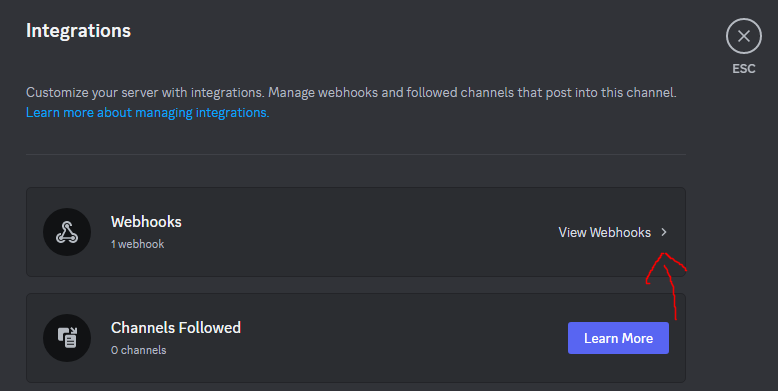 Integrations
ESC
Customize your server with integrations. Manage webhooks and followed channels that post into this channel.
Learn more about managing integrations.
Webhooks
1 webhook
View Webhooks
Channels Followed
0 channels
Learn More